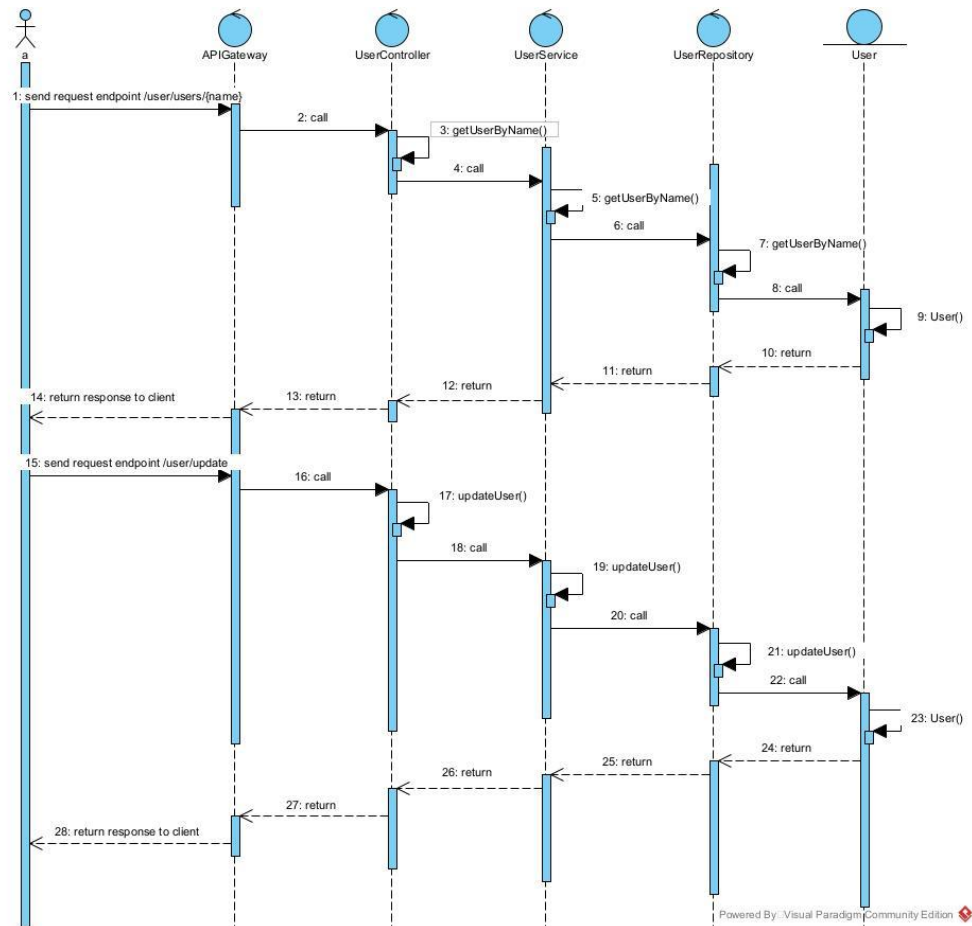 a
APIGateway
UserController
UserService
UserRepository
User
1: send request endpoint /user/users/{name}
2: call
3: getUserByName()
4: call
5: getUserByName()
6: call
7: getUserByName()
8: call
9: User()
10: return
11: return
12: return
13: return
14: return response to client
15: send request endpoint /user/update
16: call
17: updateUser()
18: call
19: updateUser()
20: call
21: updateUser()
22: call
23: User()
24: return
25: return
26: return
27: return
28: return response to client
Powered By Visual Paradigm Community Edition